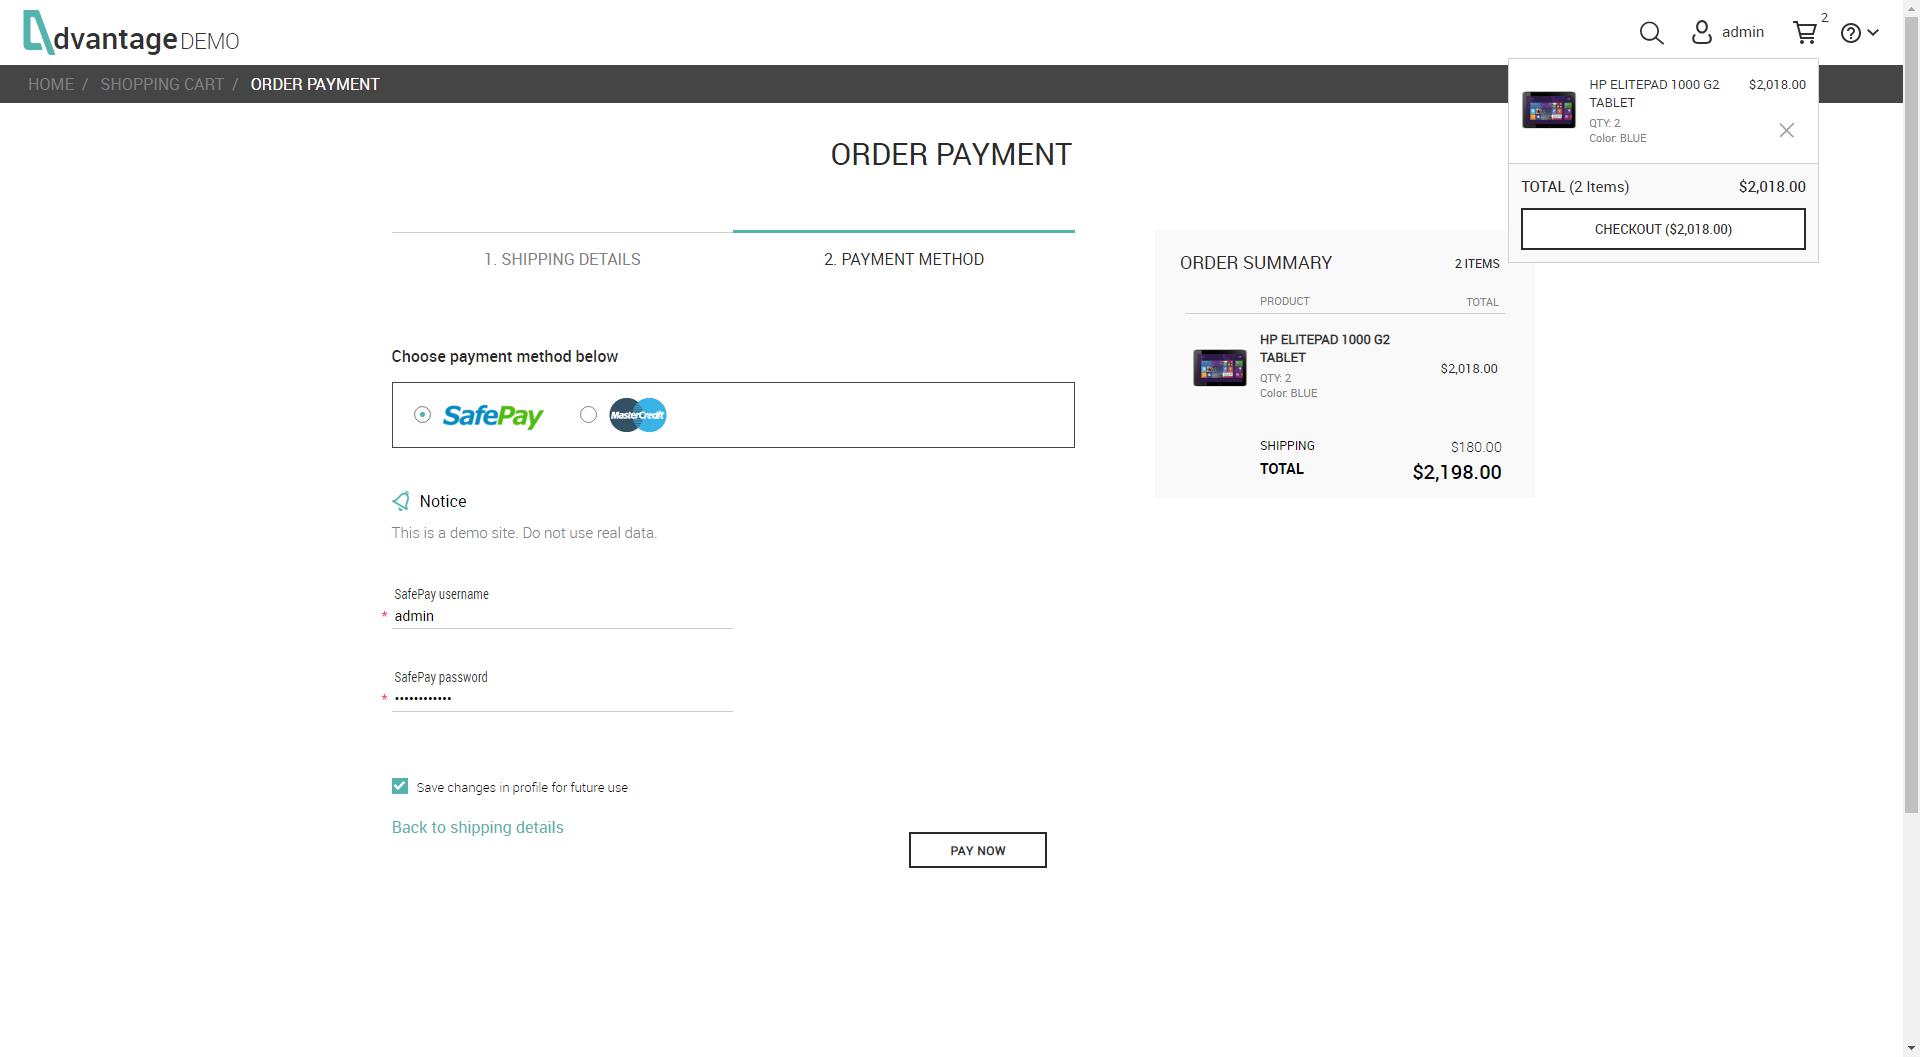 dvantage DEMO
admin
2
HOME / SHOPPING CART / ORDER PAYMENT
HP ELITEPAD 1000 G2 $2,018.00
TABLET
QTY: 2
Color: BLUE
TOTAL (2 Items) $2,018.00
CHECKOUT ($2,018.00)
ORDER PAYMENT
1. SHIPPING DETAILS
2. PAYMENT METHOD
Choose payment method below
SafePay
MasterCredit
Notice
This is a demo site. Do not use real data.
SafePay username
* admin
SafePay password
* ••••••••••••
Save changes in profile for future use
Back to shipping details
PAY NOW
ORDER SUMMARY 2 ITEMS
PRODUCT TOTAL
HP ELITEPAD 1000 G2
TABLET
$2,018.00
QTY: 2
Color: BLUE
SHIPPING $180.00
TOTAL $2,198.00